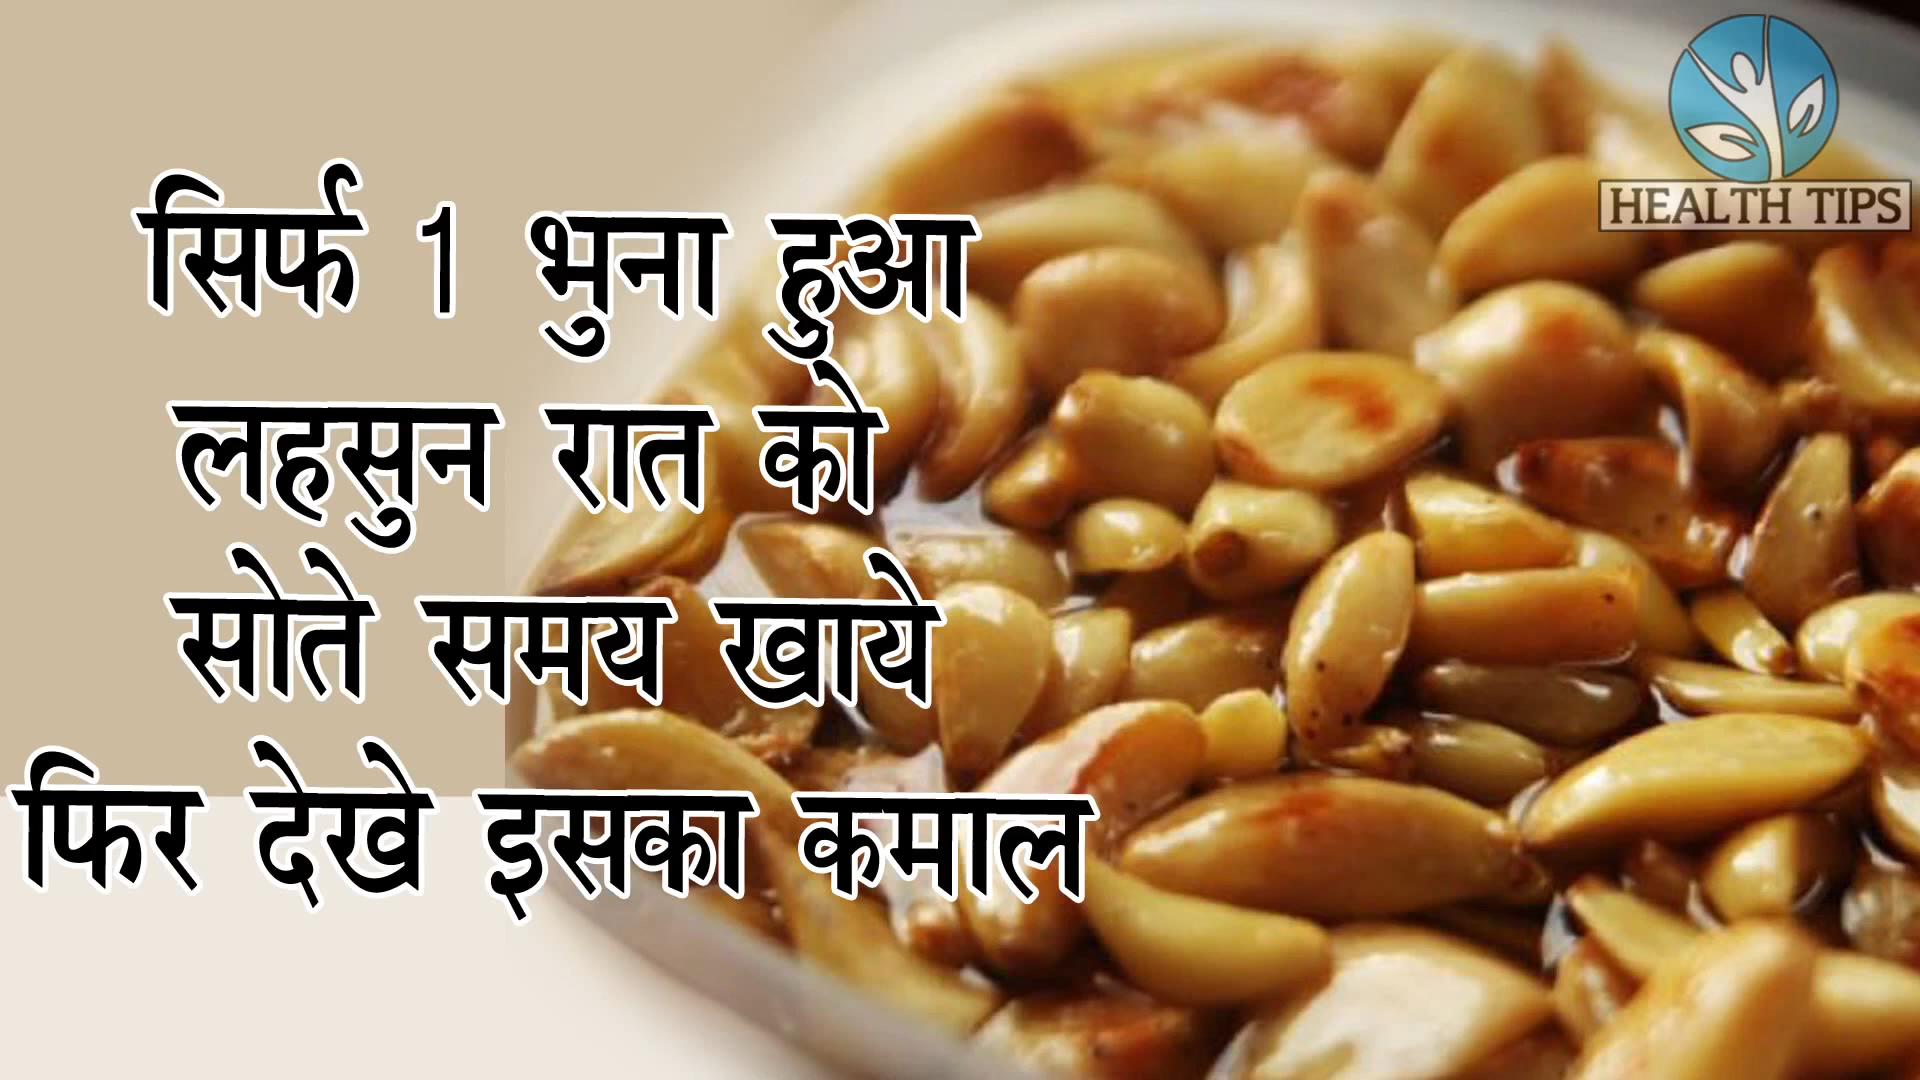 सिर्फ 1 भुना हुआ
लहसुन रात को
सोते समय खाये
फिर देखे इसका कमाल
HEALTH TIPS